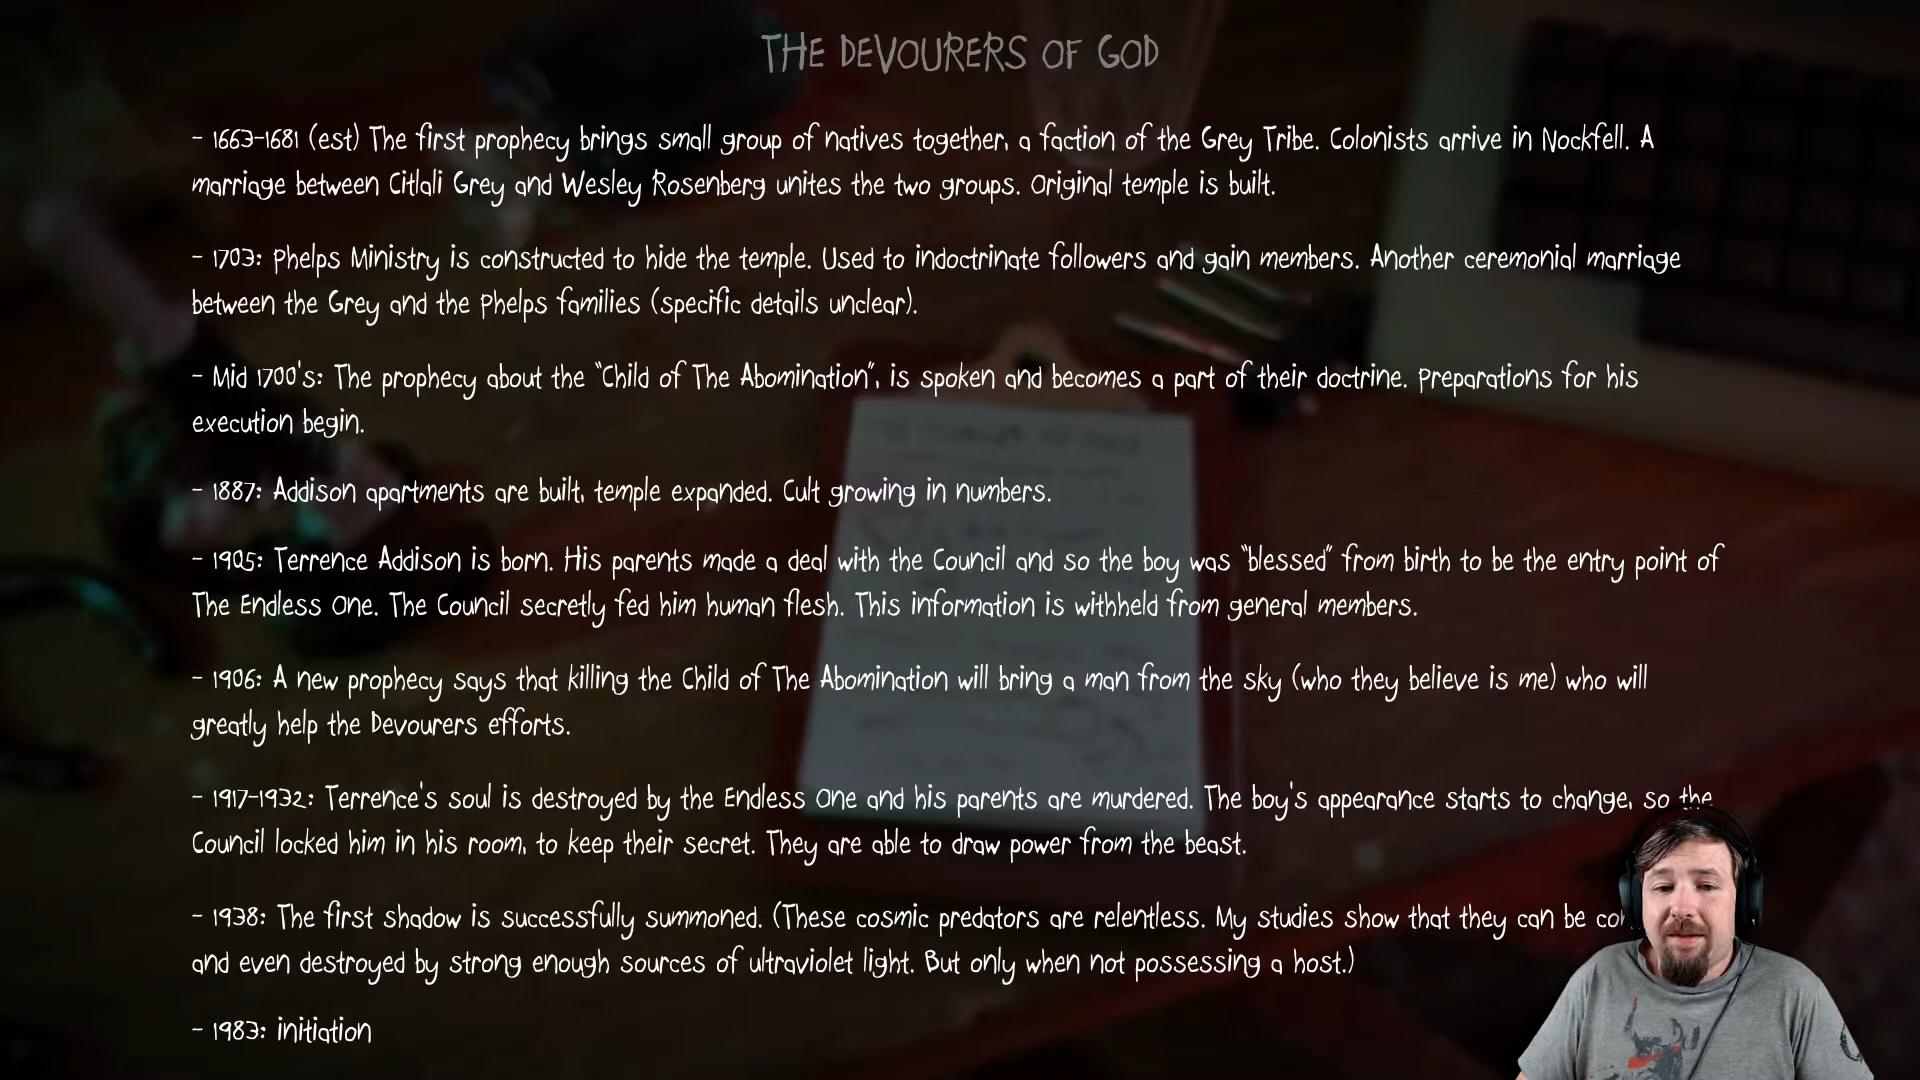 THE DEVOURERS OF GOD
- 1663-1681 (est) The first prophecy brings small group of natives together, a faction of the Grey Tribe. Colonists arrive in Nockfell. A
marriage between Citlali Grey and Wesley Rosenberg unites the two groups. Original temple is built.
- 1703: Phelps Ministry is constructed to hide the temple. Used to indoctrinate followers and gain members. Another ceremonial marriage
between the Grey and the Phelps families (specific details unclear).
- Mid 1700's: The prophecy about the "Child of The Abomination", is spoken and becomes a part of their doctrine. Preparations for his
execution begin.
- 1887: Addison apartments are built, temple expanded. Cult growing in numbers.
- 1905: Terrence Addison is born. His parents made a deal with the Council and so the boy was "blessed" from birth to be the entry point of
The Endless One. The Council secretly fed him human flesh. This information is withheld from general members.
- 1906: A new prophecy says that killing the Child of The Abomination will bring a man from the sky (who they believe is me) who will
greatly help the Devourers efforts.
- 1917-1932: Terrence's soul is destroyed by the Endless One and his parents are murdered. The boy's appearance starts to change, so the
Council locked him in his room, to keep their secret. They are able to draw power from the beast.
- 1938: The first shadow is successfully summoned. (These cosmic predators are relentless. My studies show that they can be
and even destroyed by strong enough sources of ultraviolet light. But only when not possessing a host.)
- 1983: initiation